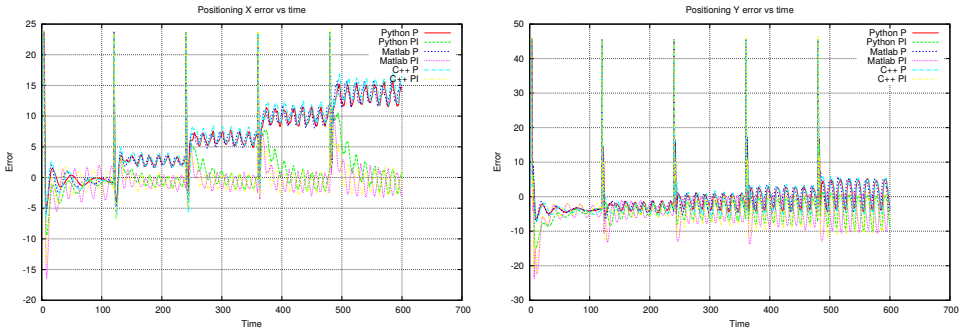 Positioning X error vs time
25
20
15
10
5
0
-5
-10
-15
-20
Error
0 100 200 300 400 500 600 700
Time
Python P
Python PI
Matlab P
Matlab PI
C++ P
C++ PI
Positioning Y error vs time
50
40
30
20
10
0
-10
-20
-30
Error
0 100 200 300 400 500 600 700
Time
Python P
Python PI
Matlab P
Matlab PI
C++ P
C++ PI